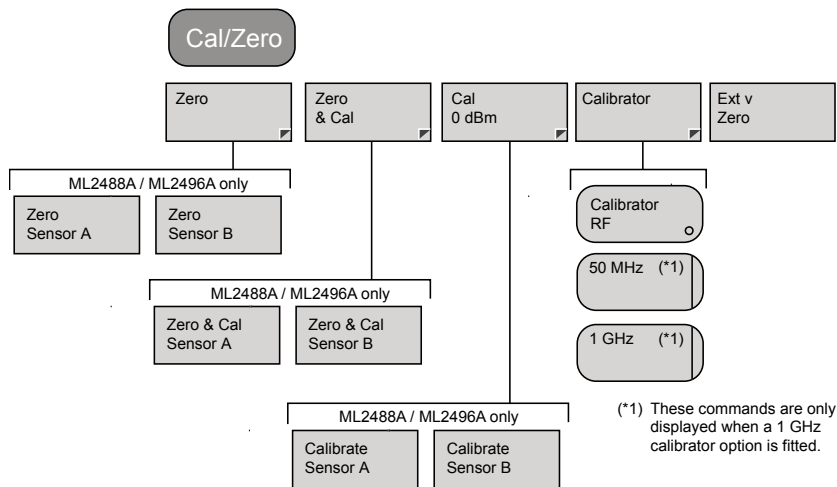 Cal/Zero
Zero
Zero
& Cal
Cal
0 dBm
Calibrator
Ext v
Zero
ML2488A / ML2496A only
Zero
Sensor A
Zero
Sensor B
Calibrator
RF
50 MHz (*1)
1 GHz (*1)
ML2488A / ML2496A only
Zero & Cal
Sensor A
Zero & Cal
Sensor B
ML2488A / ML2496A only
Calibrate
Sensor A
Calibrate
Sensor B
(*1) These commands are only
displayed when a 1 GHz
calibrator option is fitted.